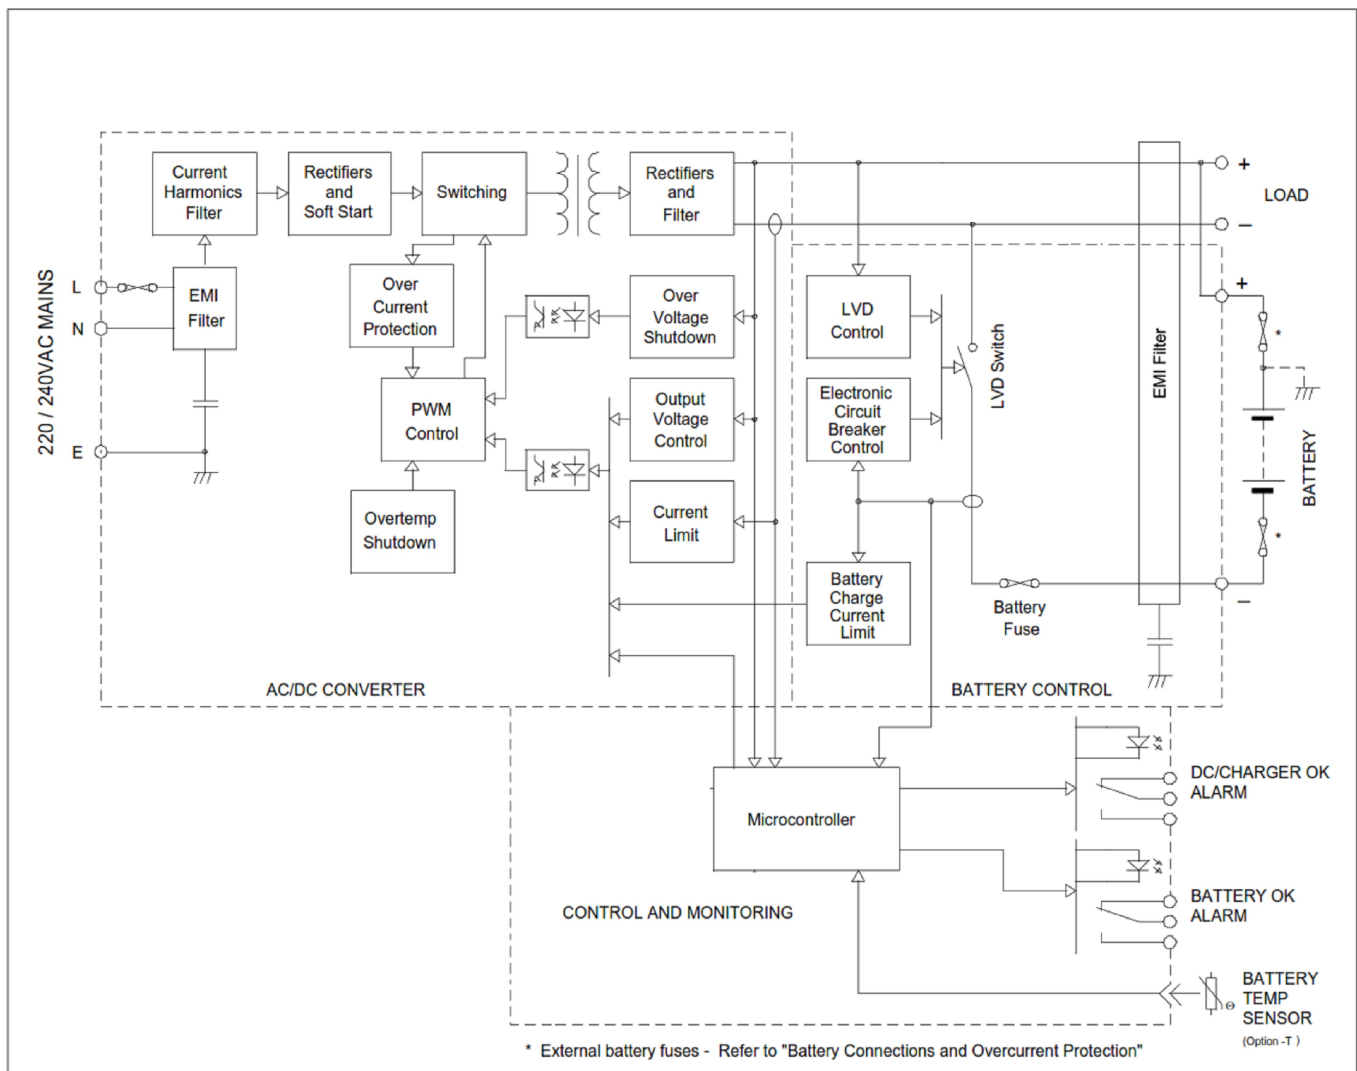 Current
Harmonics
Filter
Rectifiers
and
Soft Start
Switching
Rectifiers
and
Filter
+
LOAD
−
220 / 240VAC MAINS
L
N
E
EMI
Filter
Over
Current
Protection
Over
Voltage
Shutdown
LVD
Control
LVD Switch
EMI Filter
+
*
PWM
Control
Output
Voltage
Control
Electronic
Circuit
Breaker
Control
BATTERY
Overtemp
Shutdown
Current
Limit
*
Battery
Charge
Current
Limit
Battery
Fuse
−
AC/DC CONVERTER
BATTERY CONTROL
Microcontroller
DC/CHARGER OK
ALARM
CONTROL AND MONITORING
BATTERY OK
ALARM
BATTERY
TEMP
SENSOR
(Option -T )
* External battery fuses - Refer to "Battery Connections and Overcurrent Protection"